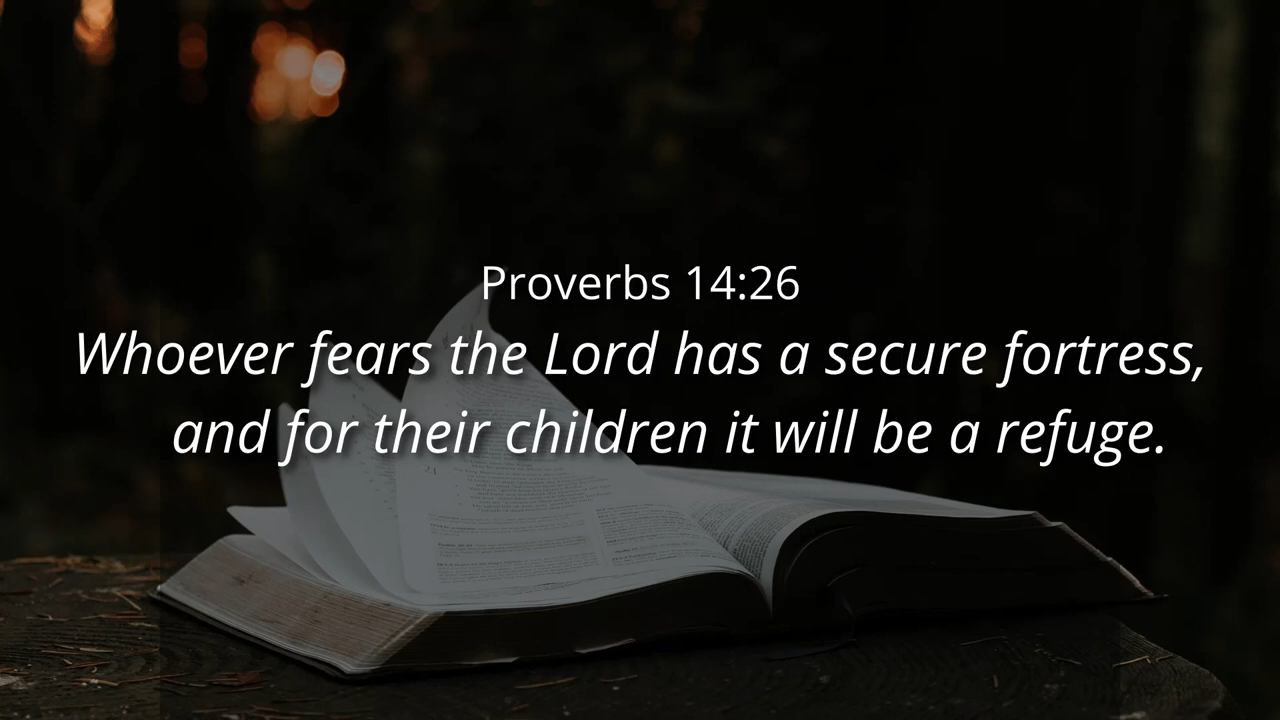 Proverbs 14:26
Whoever fears the Lord has a secure fortress,
and for their children it will be a refuge.